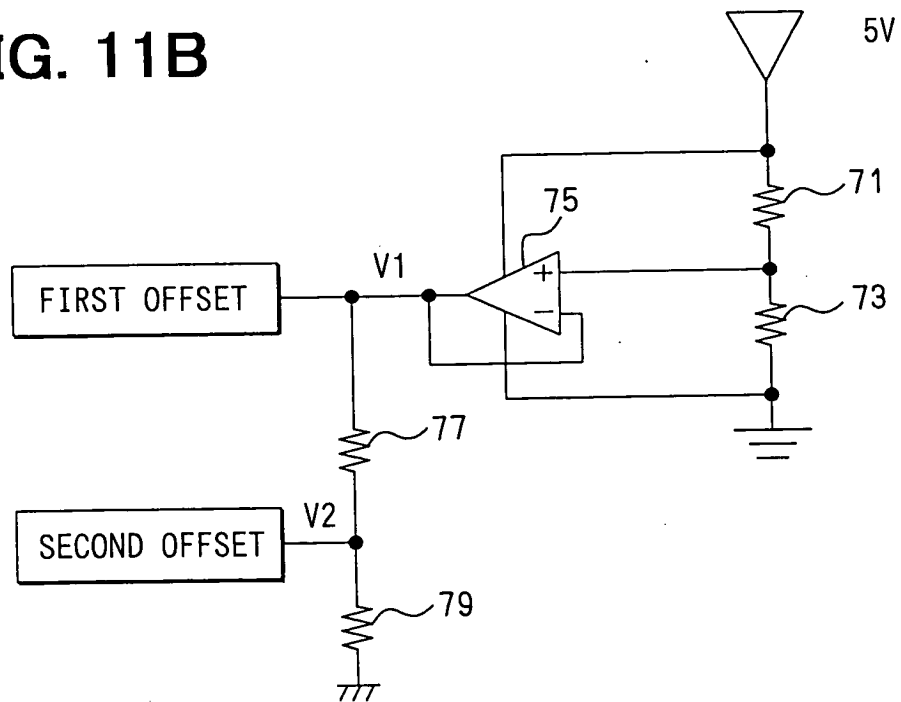 IG. 11B
5V
71
75
V1
+
FIRST OFFSET
−
73
77
V2
SECOND OFFSET
79